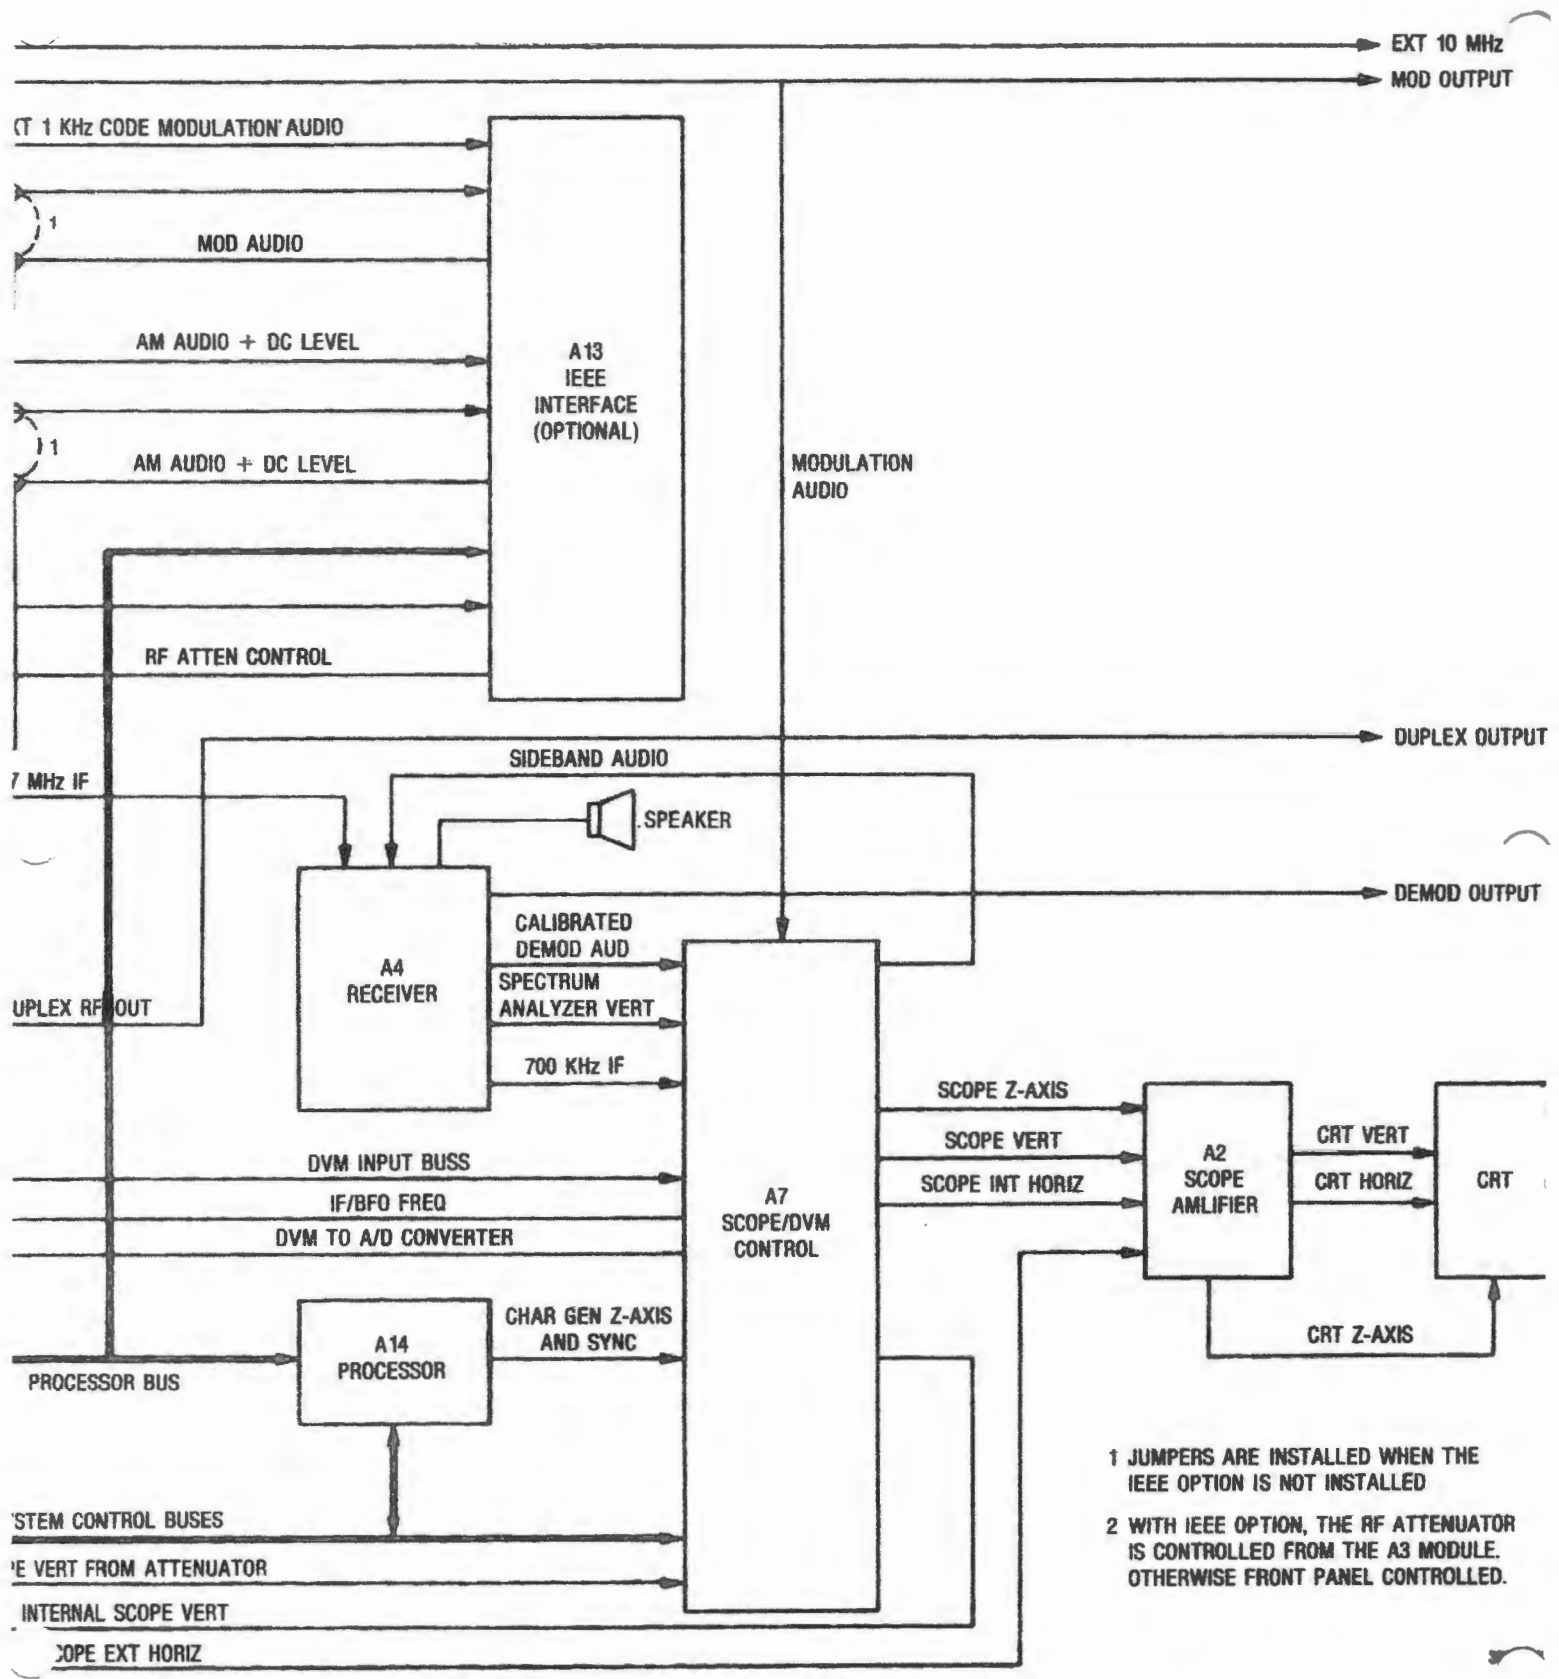 EXT 10 MHz
MOD OUTPUT
1 KHz CODE MODULATION AUDIO
1
MOD AUDIO
AM AUDIO + DC LEVEL
A13
IEEE
INTERFACE
(OPTIONAL)
1
AM AUDIO + DC LEVEL
MODULATION
AUDIO
RF ATTEN CONTROL
DUPLEX OUTPUT
SIDEBAND AUDIO
7 MHz IF
SPEAKER
DEMOD OUTPUT
CALIBRATED
DEMOD AUD
A4
RECEIVER
SPECTRUM
ANALYZER VERT
UPLEX RF OUT
700 KHz IF
SCOPE Z-AXIS
SCOPE VERT
SCOPE INT HORIZ
A2
SCOPE
AMLIFIER
CRT VERT
CRT HORIZ
CRT
DVM INPUT BUSS
IF/BFO FREQ
DVM TO A/D CONVERTER
A7
SCOPE/DVM
CONTROL
CHAR GEN Z-AXIS
AND SYNC
A14
PROCESSOR
PROCESSOR BUS
CRT Z-AXIS
1 JUMPERS ARE INSTALLED WHEN THE
IEEE OPTION IS NOT INSTALLED
2 WITH IEEE OPTION, THE RF ATTENUATOR
IS CONTROLLED FROM THE A3 MODULE.
OTHERWISE FRONT PANEL CONTROLLED.
STEM CONTROL BUSES
E VERT FROM ATTENUATOR
INTERNAL SCOPE VERT
OPE EXT HORIZ